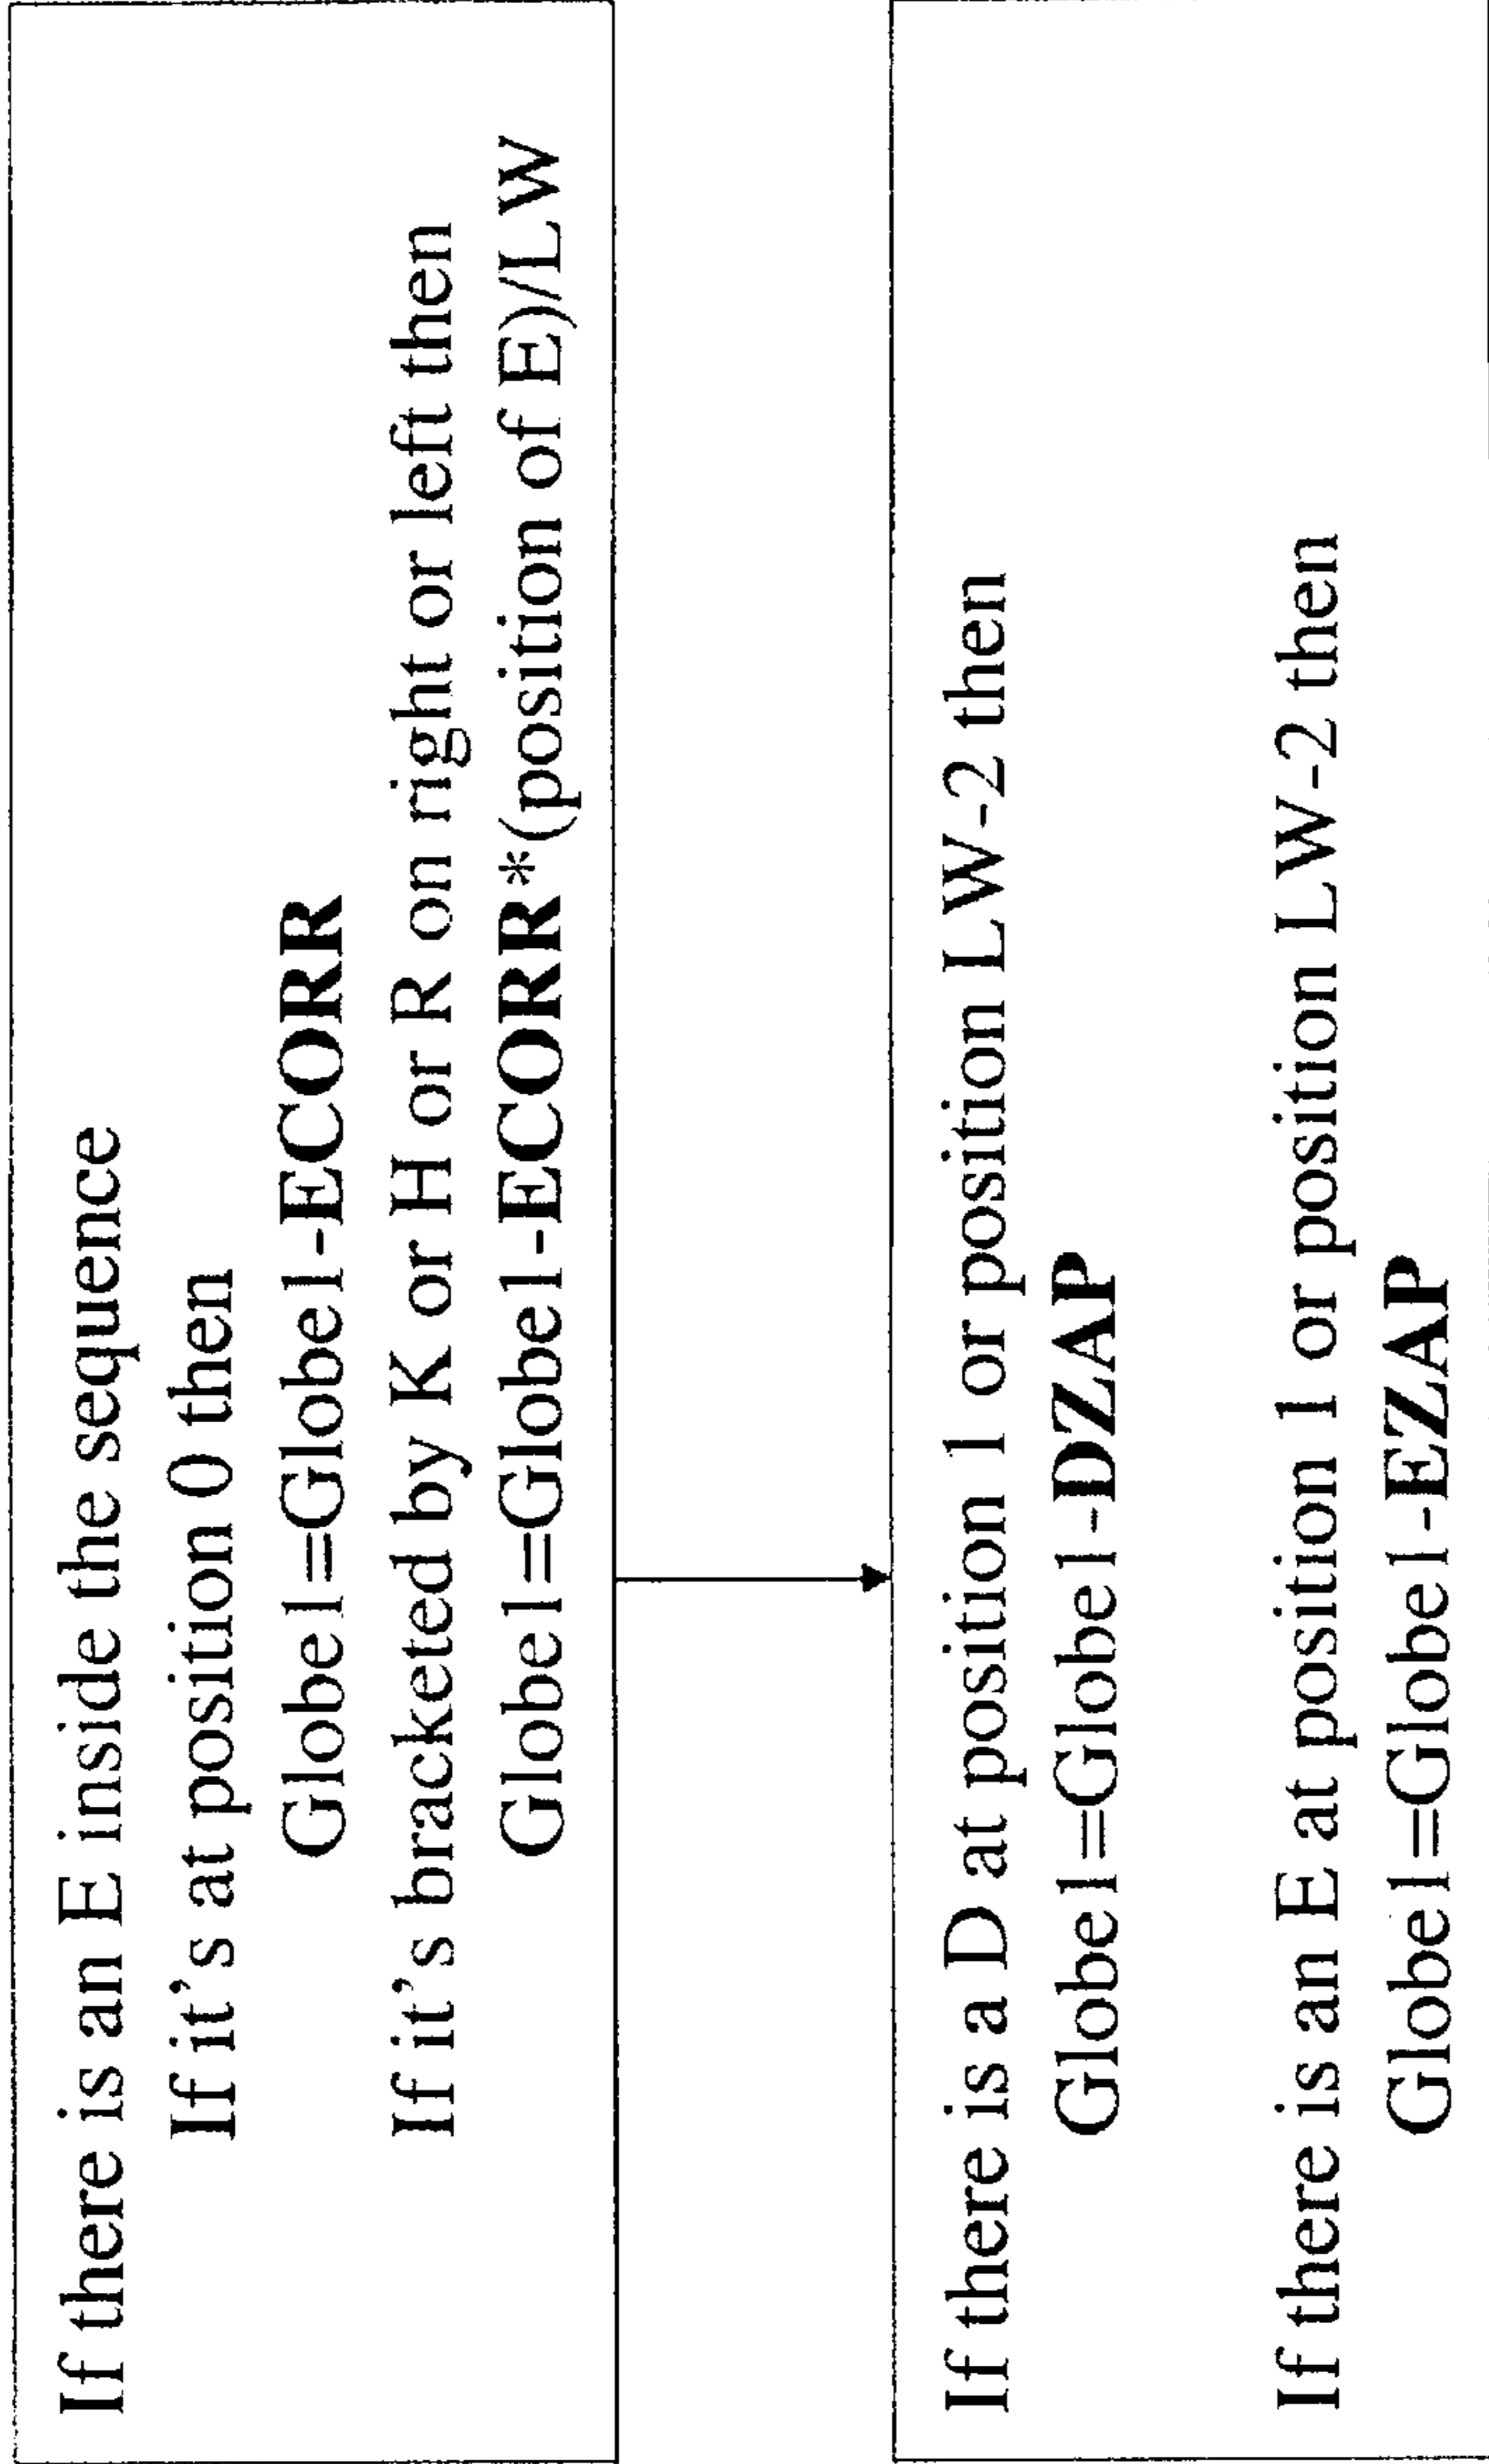 If there is an E inside the sequence
If it's at position 0 then
Globel=Globel-ECORR
If it's bracketed by K or H or R on right or left then
Globel=Globel-ECORR*(position of E)/LW
If there is a D at position 1 or position LW-2 then
Globel=Globel-DZAP
If there is an E at position 1 or position LW-2 then
Globel=Globel-EZAP